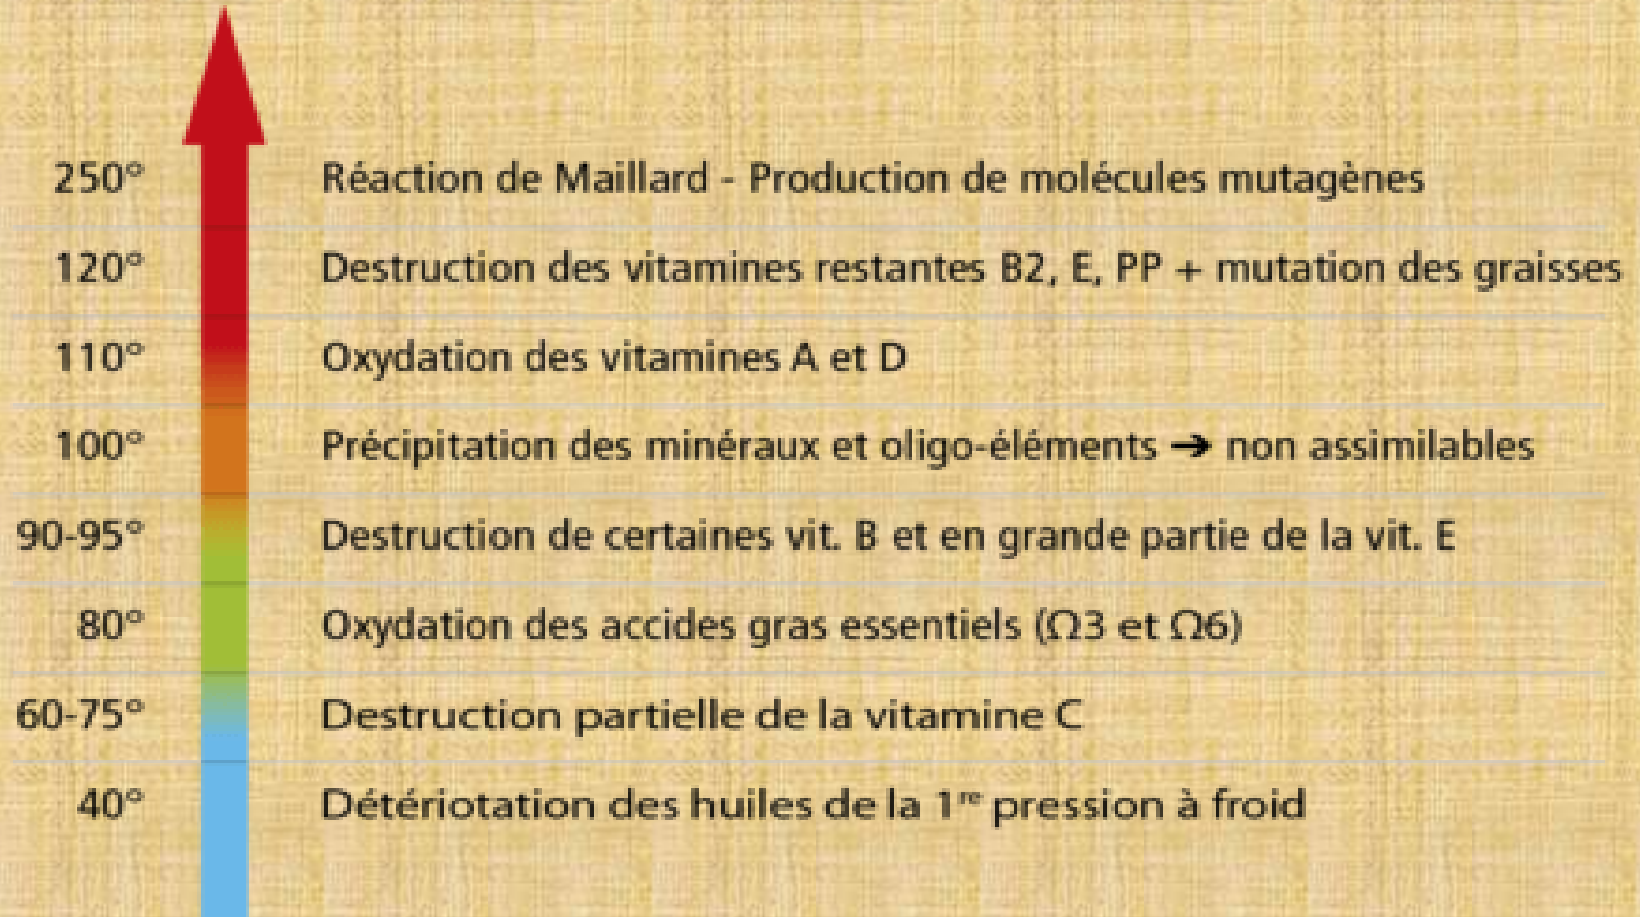 250° Réaction de Maillard - Production de molécules mutagènes
120° Destruction des vitamines restantes B2, E, PP + mutation des graisses
110° Oxydation des vitamines A et D
100° Précipitation des minéraux et oligo-éléments ➔ non assimilables
90-95° Destruction de certaines vit. B et en grande partie de la vit. E
80° Oxydation des accides gras essentiels (Ω3 et Ω6)
60-75° Destruction partielle de la vitamine C
40° Détériotation des huiles de la 1re pression à froid